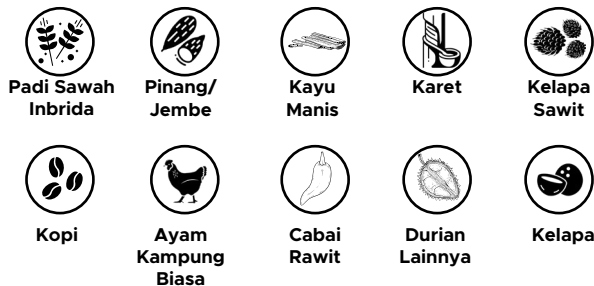 Padi Sawah
Inbrida
Pinang/
Jembe
Kayu
Manis
Karet
Kelapa
Sawit
Kopi
Ayam
Kampung
Biasa
Cabai
Rawit
Durian
Lainnya
Kelapa